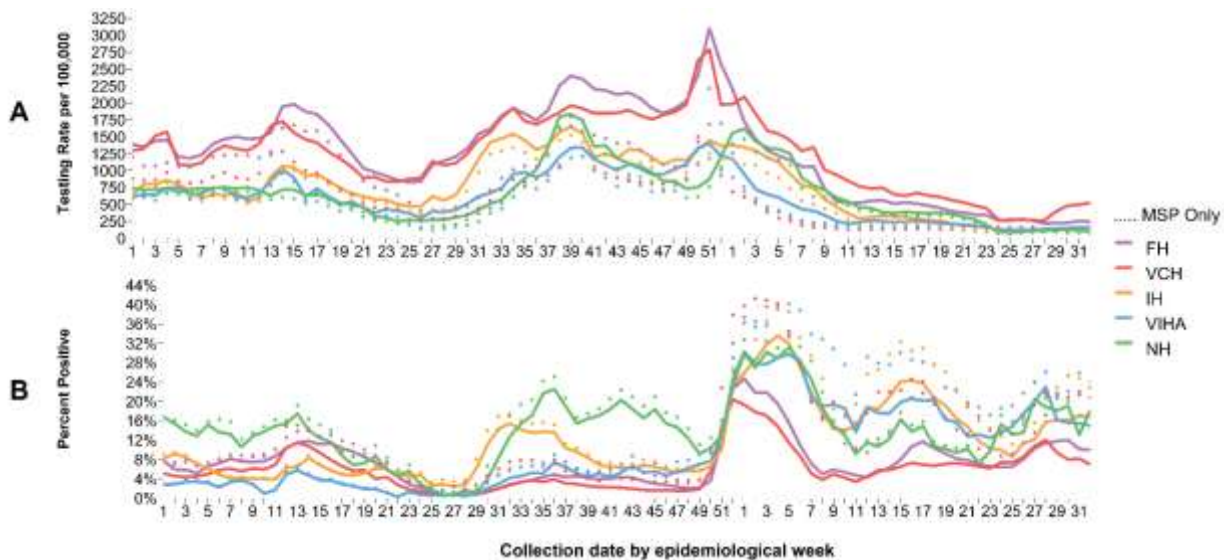 A
Testing Rate per 100,000
3250
3000
2750
2500
2250
2000
1750
1500
1250
1000
750
500
250
0
1 3 5 7 9 11 13 15 17 19 21 23 25 27 29 31 33 35 37 39 41 43 45 47 49 51 1 3 5 7 9 11 13 15 17 19 21 23 25 27 29 31
MSP Only
FH
VCH
IH
VIHA
NH
B
Percent Positive
44%
40%
36%
32%
28%
24%
20%
16%
12%
8%
4%
0%
1 3 5 7 9 11 13 15 17 19 21 23 25 27 29 31 33 35 37 39 41 43 45 47 49 51 1 3 5 7 9 11 13 15 17 19 21 23 25 27 29 31
Collection date by epidemiological week